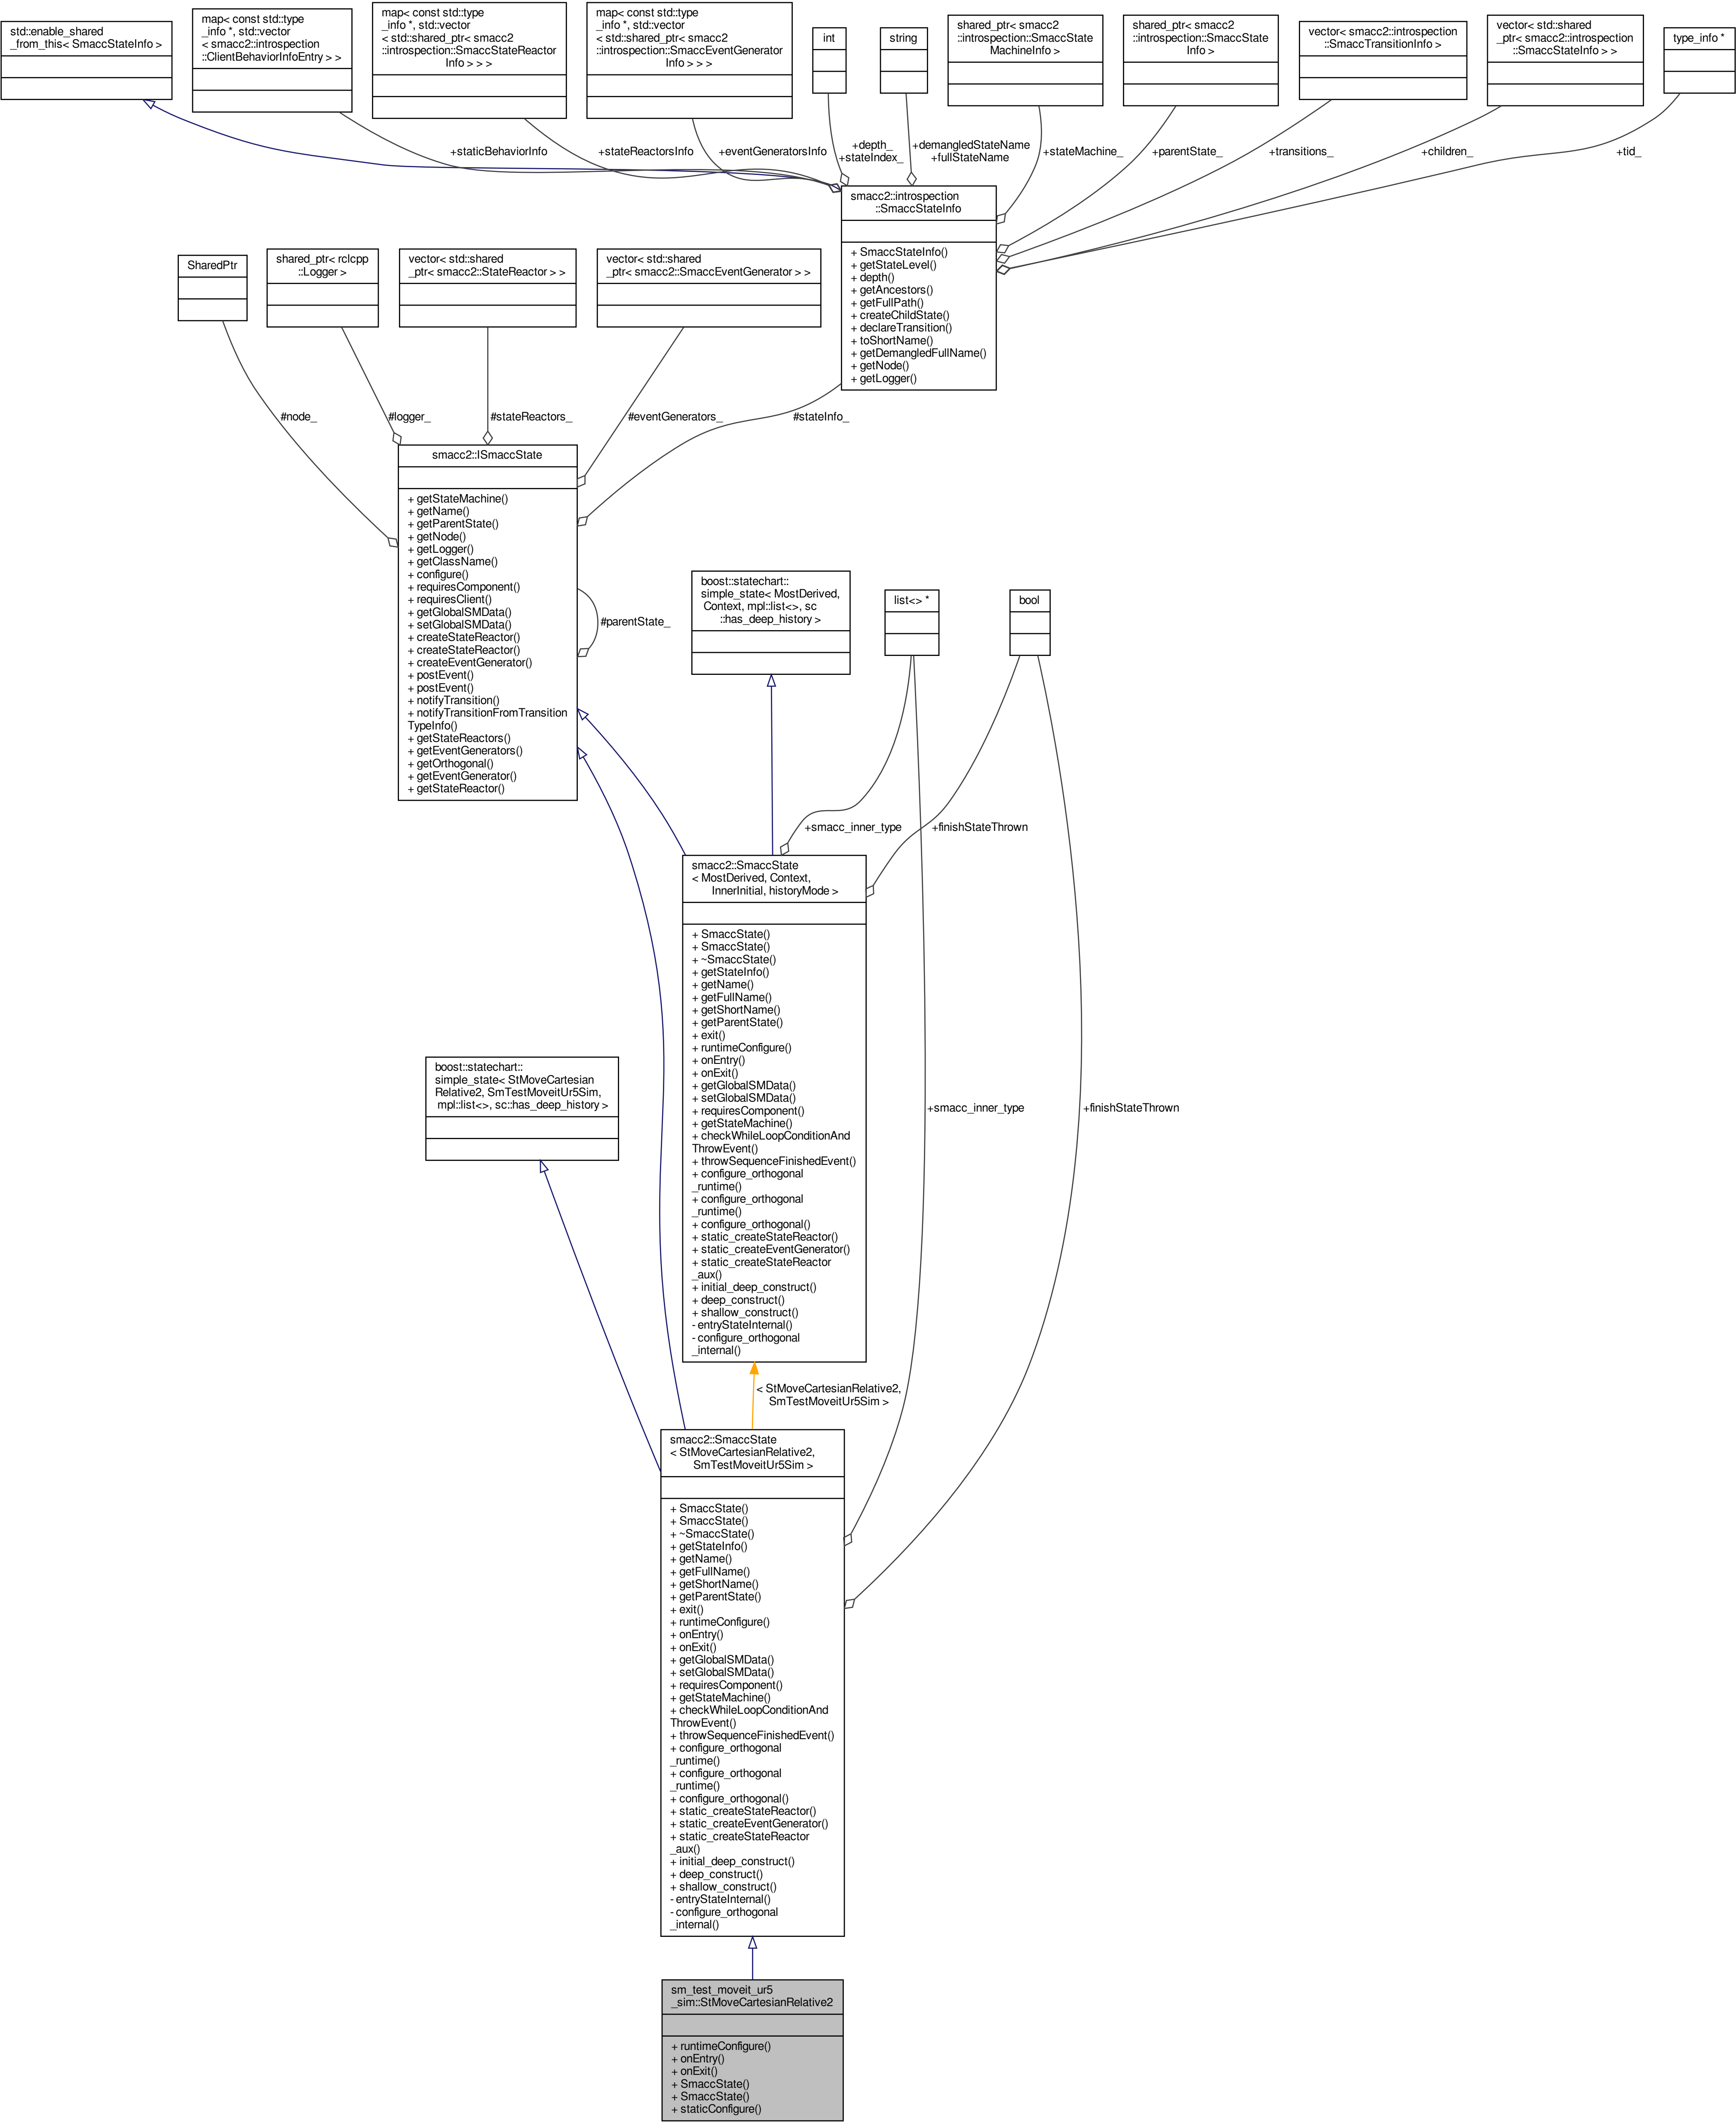 std::enable_shared
_from_this< SmaccStateInfo >
map< const std::type
_info *, std::vector
< smacc2::introspection
::ClientBehaviorInfoEntry > >
map< const std::type
_info *, std::vector
< std::shared_ptr< smacc2
::introspection::SmaccStateReactor
Info > > >
map< const std::type
_info *, std::vector
< std::shared_ptr< smacc2
::introspection::SmaccEventGenerator
Info > > >
int
string
shared_ptr< smacc2
::introspection::SmaccState
MachineInfo >
shared_ptr< smacc2
::introspection::SmaccState
Info >
vector< smacc2::introspection
::SmaccTransitionInfo >
vector< std::shared
_ptr< smacc2::introspection
::SmaccStateInfo > >
type_info *
+staticBehaviorInfo
+stateReactorsInfo
+eventGeneratorsInfo
+depth_
+stateIndex_
+demangledStateName
+fullStateName
+stateMachine_
+parentState_
+transitions_
+children_
+tid_
smacc2::introspection
::SmaccStateInfo
+ SmaccStateInfo()
+ getStateLevel()
+ depth()
+ getAncestors()
+ getFullPath()
+ createChildState()
+ declareTransition()
+ toShortName()
+ getDemangledFullName()
+ getNode()
+ getLogger()
SharedPtr
shared_ptr< rclcpp
::Logger >
vector< std::shared
_ptr< smacc2::StateReactor > >
vector< std::shared
_ptr< smacc2::SmaccEventGenerator > >
#node_
#logger_
#stateReactors_
#eventGenerators_
#stateInfo_
smacc2::ISmaccState
+ getStateMachine()
+ getName()
+ getParentState()
+ getNode()
+ getLogger()
+ getClassName()
+ configure()
+ requiresComponent()
+ requiresClient()
+ getGlobalSMData()
+ setGlobalSMData()
+ createStateReactor()
+ createStateReactor()
+ createEventGenerator()
+ postEvent()
+ postEvent()
+ notifyTransition()
+ notifyTransitionFromTransition
TypeInfo()
+ getStateReactors()
+ getEventGenerators()
+ getOrthogonal()
+ getEventGenerator()
+ getStateReactor()
#parentState_
boost::statechart::
simple_state< MostDerived,
Context, mpl::list<>, sc
::has_deep_history >
list<> *
bool
+smacc_inner_type
+finishStateThrown
smacc2::SmaccState
< MostDerived, Context,
InnerInitial, historyMode >
+ SmaccState()
+ SmaccState()
+ ~SmaccState()
+ getStateInfo()
+ getName()
+ getFullName()
+ getShortName()
+ getParentState()
+ exit()
+ runtimeConfigure()
+ onEntry()
+ onExit()
+ getGlobalSMData()
+ setGlobalSMData()
+ requiresComponent()
+ getStateMachine()
+ checkWhileLoopConditionAnd
ThrowEvent()
+ throwSequenceFinishedEvent()
+ configure_orthogonal
_runtime()
+ configure_orthogonal
_runtime()
+ configure_orthogonal()
+ static_createStateReactor()
+ static_createEventGenerator()
+ static_createStateReactor
_aux()
+ initial_deep_construct()
+ deep_construct()
+ shallow_construct()
- entryStateInternal()
- configure_orthogonal
_internal()
boost::statechart::
simple_state< StMoveCartesian
Relative2, SmTestMoveitUr5Sim,
mpl::list<>, sc::has_deep_history >
+smacc_inner_type
+finishStateThrown
< StMoveCartesianRelative2,
SmTestMoveitUr5Sim >
smacc2::SmaccState
< StMoveCartesianRelative2,
SmTestMoveitUr5Sim >
+ SmaccState()
+ SmaccState()
+ ~SmaccState()
+ getStateInfo()
+ getName()
+ getFullName()
+ getShortName()
+ getParentState()
+ exit()
+ runtimeConfigure()
+ onEntry()
+ onExit()
+ getGlobalSMData()
+ setGlobalSMData()
+ requiresComponent()
+ getStateMachine()
+ checkWhileLoopConditionAnd
ThrowEvent()
+ throwSequenceFinishedEvent()
+ configure_orthogonal
_runtime()
+ configure_orthogonal
_runtime()
+ configure_orthogonal()
+ static_createStateReactor()
+ static_createEventGenerator()
+ static_createStateReactor
_aux()
+ initial_deep_construct()
+ deep_construct()
+ shallow_construct()
- entryStateInternal()
- configure_orthogonal
_internal()
sm_test_moveit_ur5
_sim::StMoveCartesianRelative2
+ runtimeConfigure()
+ onEntry()
+ onExit()
+ SmaccState()
+ SmaccState()
+ staticConfigure()